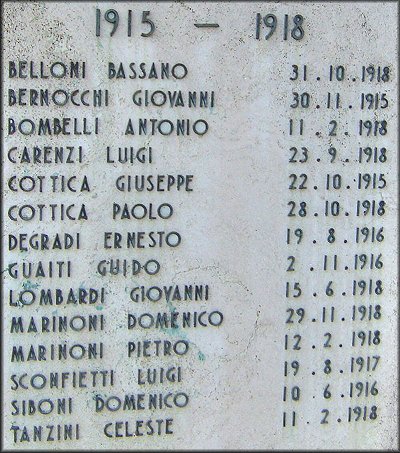 1915 — 1918
BELLONI BASSANO 31.10.1918
BERNOCCHI GIOVANNI 30.11.1915
BOMBELLI ANTONIO 11.2.1918
CARENZI LUIGI 23.9.1918
COTTICA GIUSEPPE 22.10.1915
COTTICA PAOLO 28.10.1918
DEGRADI ERNESTO 19.8.1916
GUAITI GUIDO 2.11.1916
LOMBARDI GIOVANNI 15.6.1918
MARINONI DOMENICO 29.11.1918
MARINONI PIETRO 12.2.1918
SCONFIETTI LUIGI 19.8.1917
SIBONI DOMENICO 10.6.1916
TANZINI CELESTE 11.2.1918